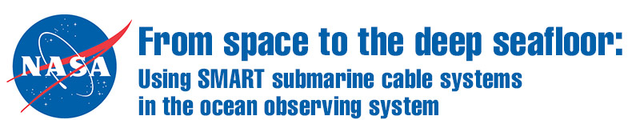 NASA
From space to the deep seafloor:
Using SMART submarine cable systems
in the ocean observing system